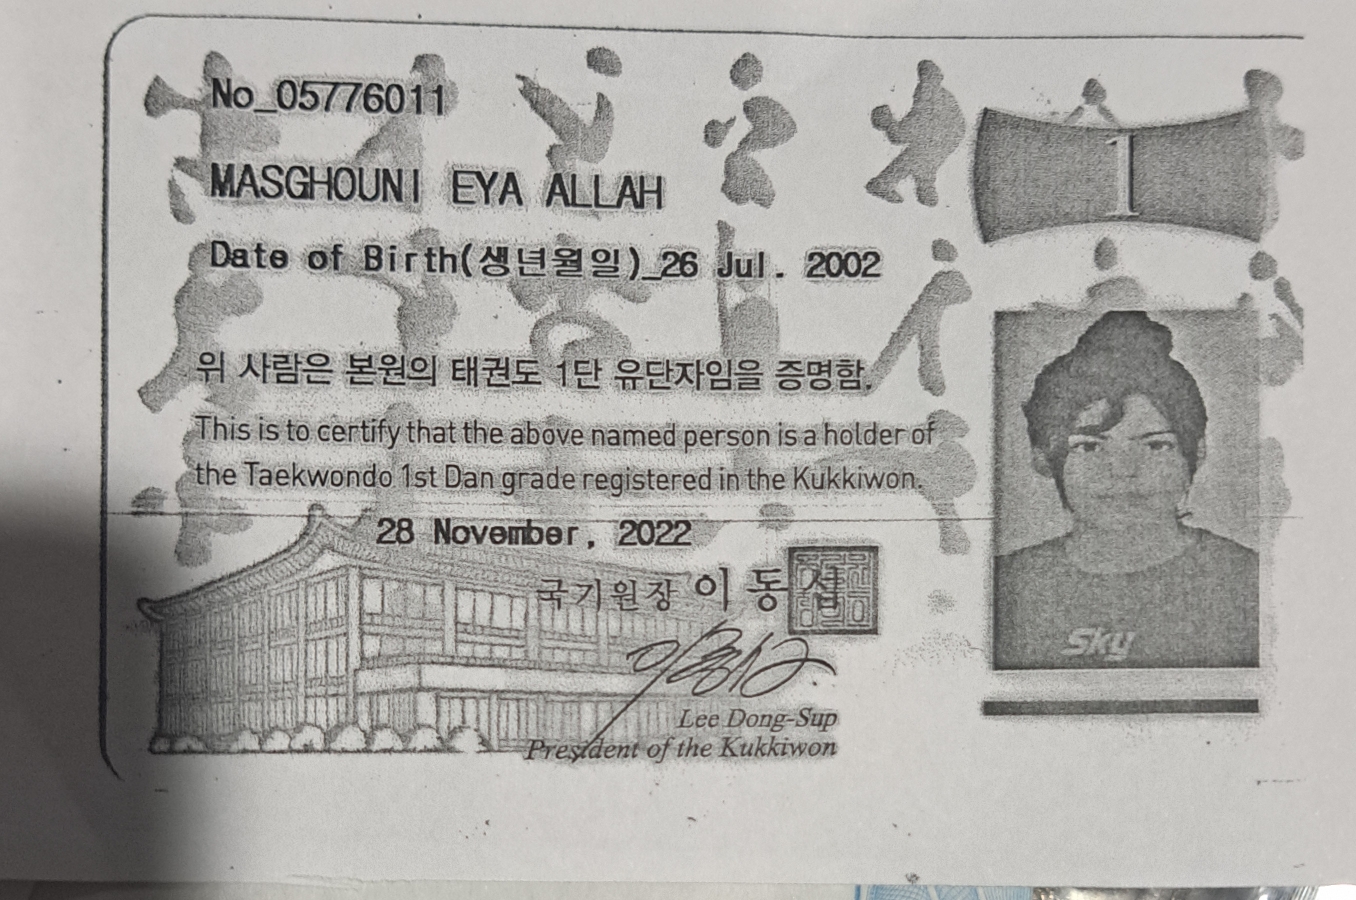 No_05776011
1
MASGHOUNI EYA ALLAH
Date of Birth(생년월일)_26 Jul. 2002
위 사람은 본원의 태권도 1단 유단자임을 증명함.
This is to certify that the above named person is a holder of
the Taekwondo 1st Dan grade registered in the Kukkiwon.
28 November, 2022
국기원장 이 동 섭
Sky
Lee Dong-Sup
President of the Kukkiwon